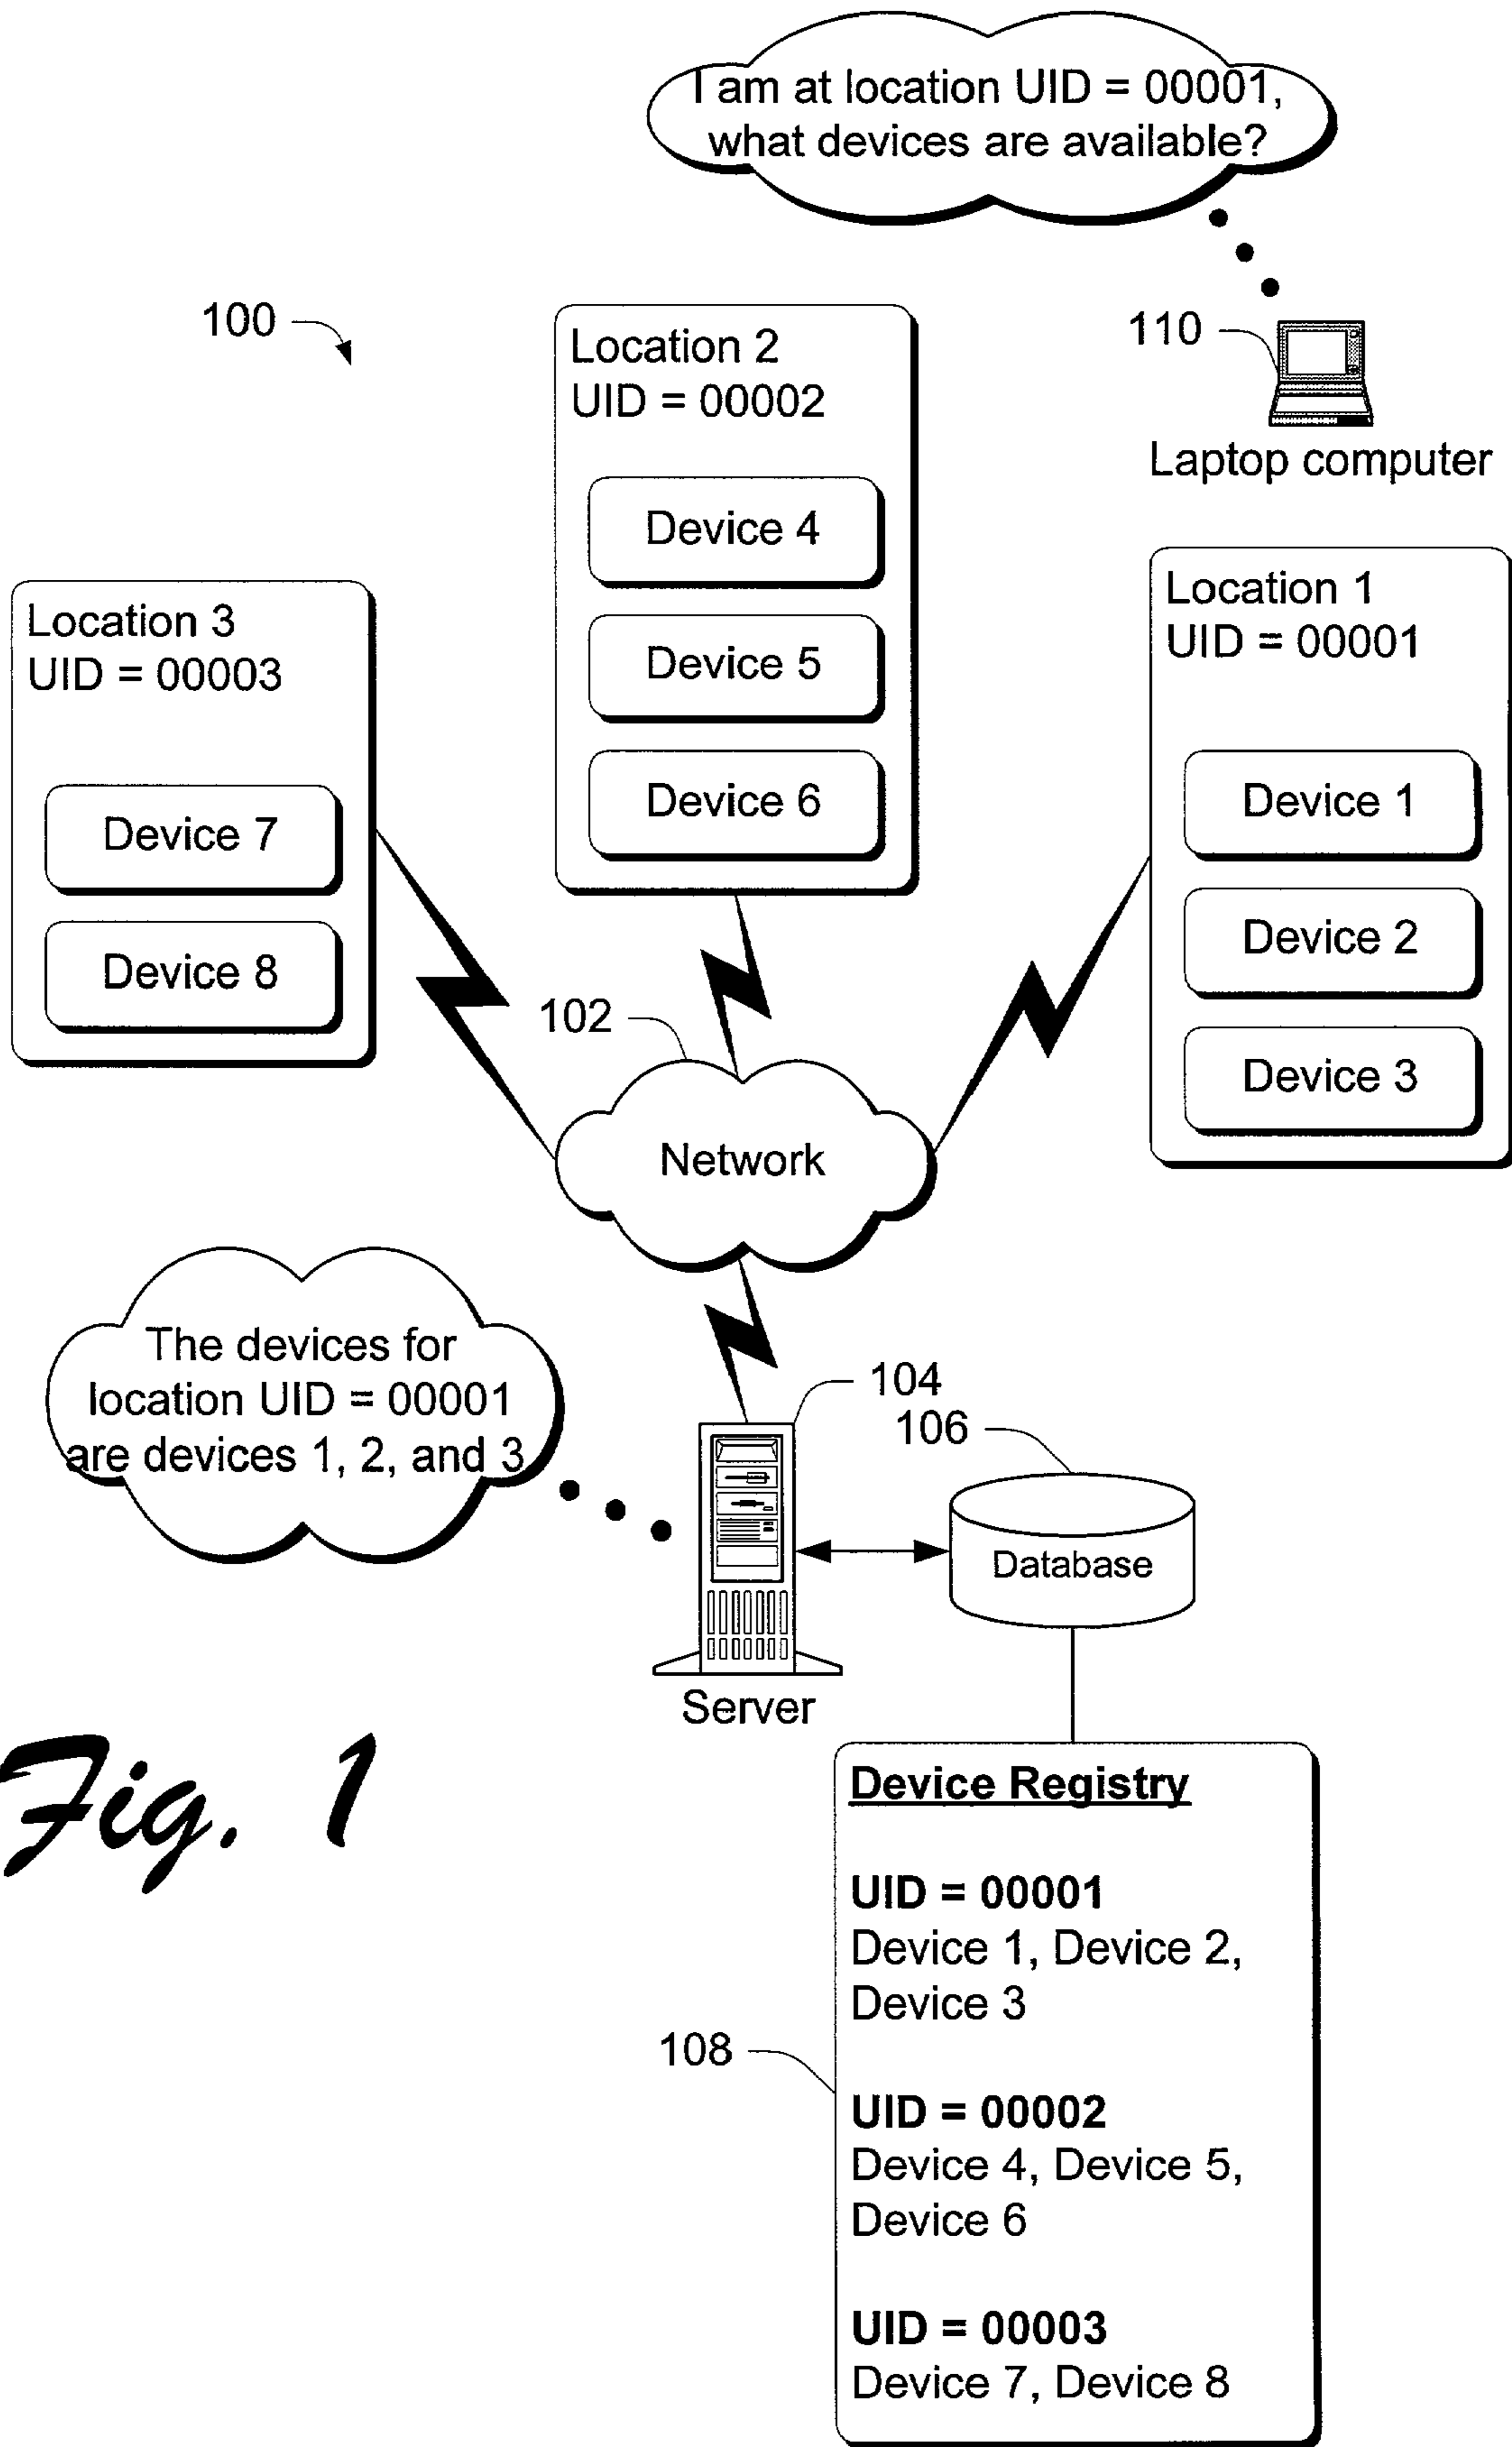 I am at location UID = 00001,
what devices are available?
100
Location 2
UID = 00002
Device 4
Device 5
Device 6
110
Laptop computer
Location 3
UID = 00003
Device 7
Device 8
Location 1
UID = 00001
Device 1
Device 2
Device 3
102
Network
The devices for
location UID = 00001
are devices 1, 2, and 3
104
106
Database
Server
Fig. 1
Device Registry
UID = 00001
Device 1, Device 2,
Device 3
108
UID = 00002
Device 4, Device 5,
Device 6
UID = 00003
Device 7, Device 8